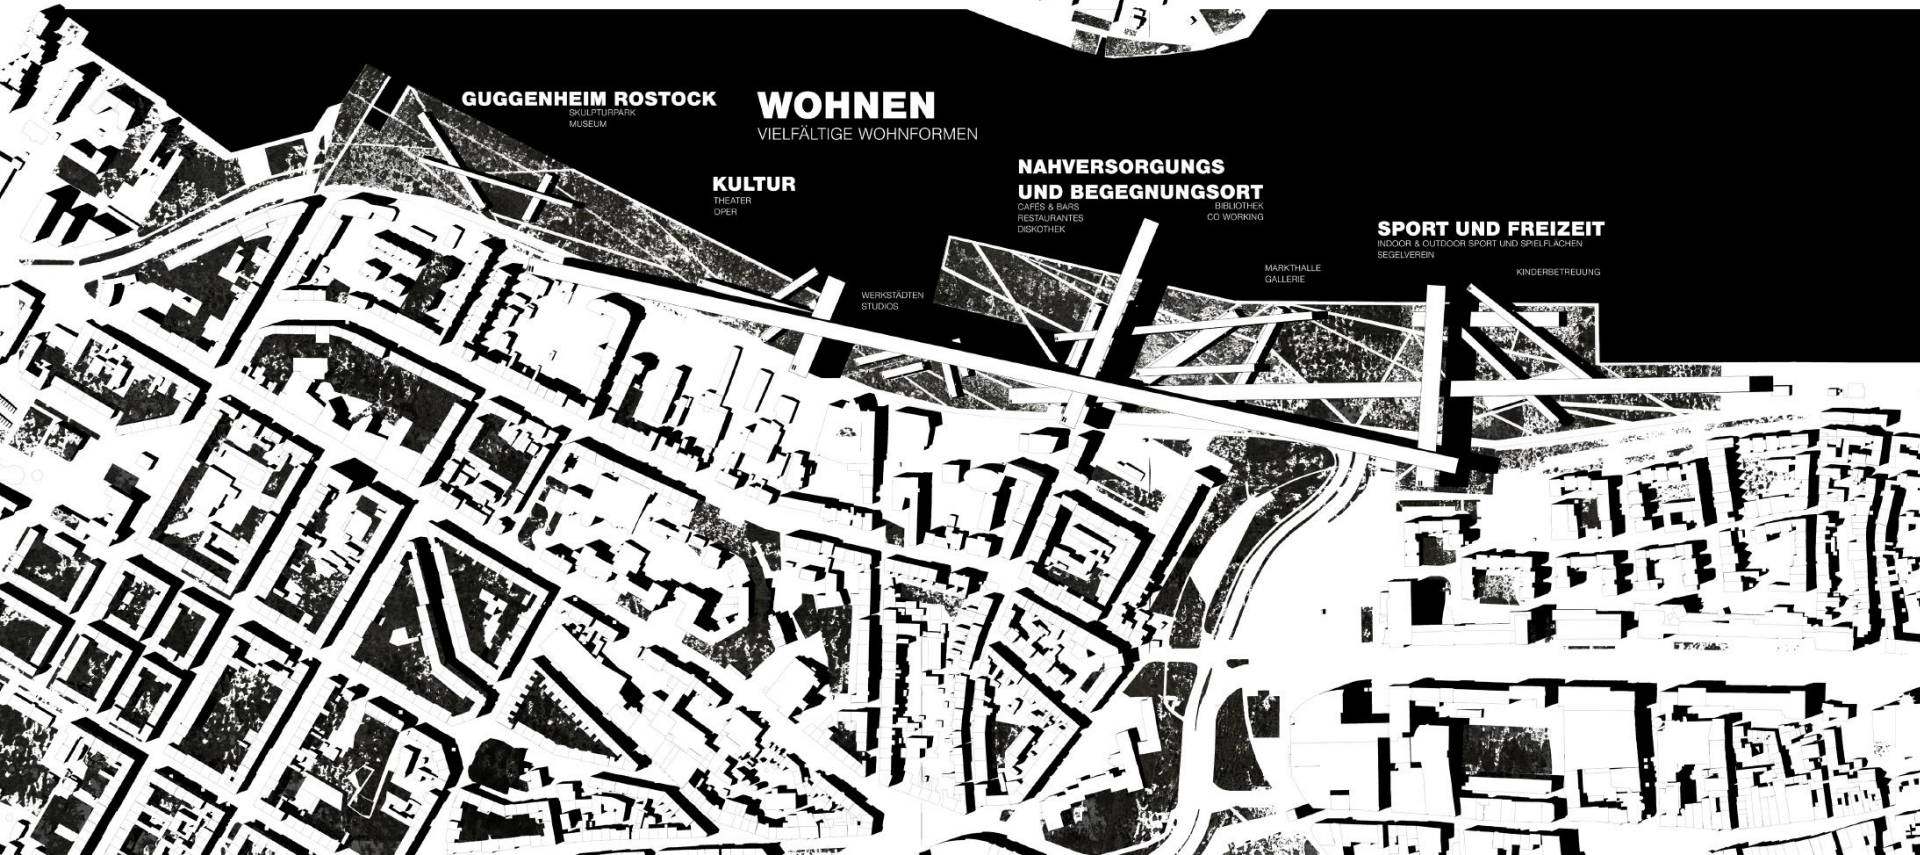 GUGGENHEIM ROSTOCK
SKULPTURPARK
MUSEUM
WOHNEN
VIELFÄLTIGE WOHNFORMEN
KULTUR
THEATER
OPER
WERKSTÄDTEN
STUDIOS
NAHVERSORGUNGS
UND BEGEGNUNGSORT
CAFÉS & BARS
RESTAURANTES
DISKOTHEK
BIBLIOTHEK
CO WORKING
MARKTHALLE
GALLERIE
SPORT UND FREIZEIT
INDOOR & OUTDOOR SPORT UND SPIELFLÄCHEN
SEGELVEREIN
KINDERBETREUUNG